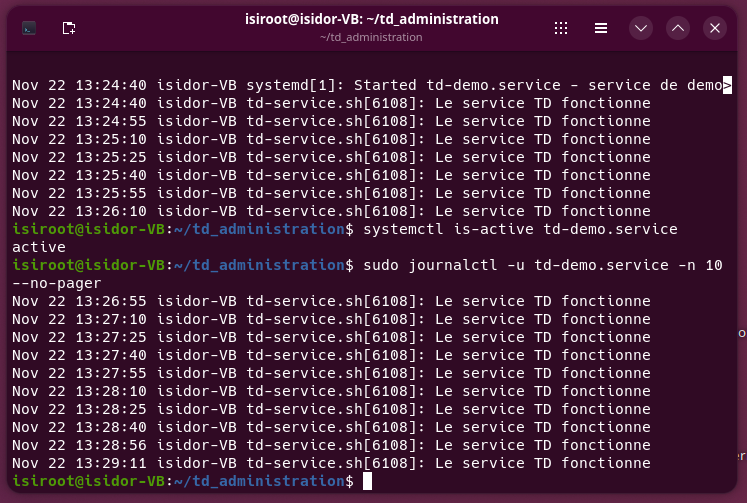 isiroot@isidor-VB: ~/td_administration
~/td_administration
Nov 22 13:24:40 isidor-VB systemd[1]: Started td-demo.service - service de demo>
Nov 22 13:24:40 isidor-VB td-service.sh[6108]: Le service TD fonctionne
Nov 22 13:24:55 isidor-VB td-service.sh[6108]: Le service TD fonctionne
Nov 22 13:25:10 isidor-VB td-service.sh[6108]: Le service TD fonctionne
Nov 22 13:25:25 isidor-VB td-service.sh[6108]: Le service TD fonctionne
Nov 22 13:25:40 isidor-VB td-service.sh[6108]: Le service TD fonctionne
Nov 22 13:25:55 isidor-VB td-service.sh[6108]: Le service TD fonctionne
Nov 22 13:26:10 isidor-VB td-service.sh[6108]: Le service TD fonctionne
isiroot@isidor-VB:~/td_administration$ systemctl is-active td-demo.service
active
isiroot@isidor-VB:~/td_administration$ sudo journalctl -u td-demo.service -n 10
--no-pager
Nov 22 13:26:55 isidor-VB td-service.sh[6108]: Le service TD fonctionne
Nov 22 13:27:10 isidor-VB td-service.sh[6108]: Le service TD fonctionne
Nov 22 13:27:25 isidor-VB td-service.sh[6108]: Le service TD fonctionne
Nov 22 13:27:40 isidor-VB td-service.sh[6108]: Le service TD fonctionne
Nov 22 13:27:55 isidor-VB td-service.sh[6108]: Le service TD fonctionne
Nov 22 13:28:10 isidor-VB td-service.sh[6108]: Le service TD fonctionne
Nov 22 13:28:25 isidor-VB td-service.sh[6108]: Le service TD fonctionne
Nov 22 13:28:40 isidor-VB td-service.sh[6108]: Le service TD fonctionne
Nov 22 13:28:56 isidor-VB td-service.sh[6108]: Le service TD fonctionne
Nov 22 13:29:11 isidor-VB td-service.sh[6108]: Le service TD fonctionne
isiroot@isidor-VB:~/td_administration$